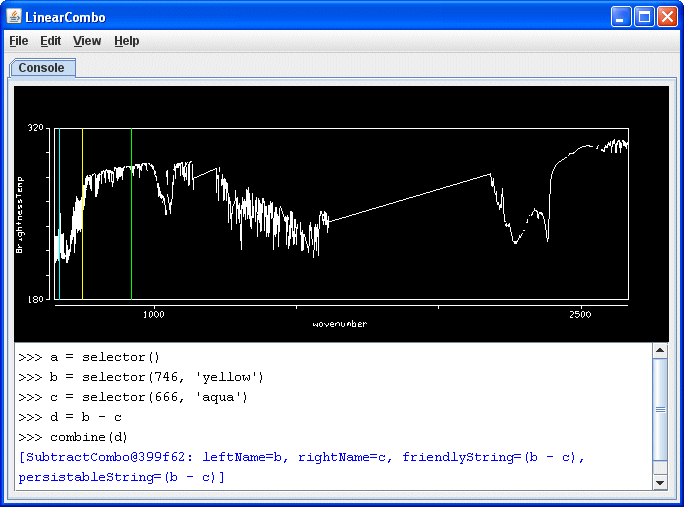 LinearCombo
File Edit View Help
Console
320
BrightnessTemp
180
1000 2500
wavenumber
>>> a = selector()
>>> b = selector(746, 'yellow')
>>> c = selector(666, 'aqua')
>>> d = b - c
>>> combine(d)
[SubtractCombo@399f62: leftName=b, rightName=c, friendlyString=(b - c),
persistableString=(b - c)]